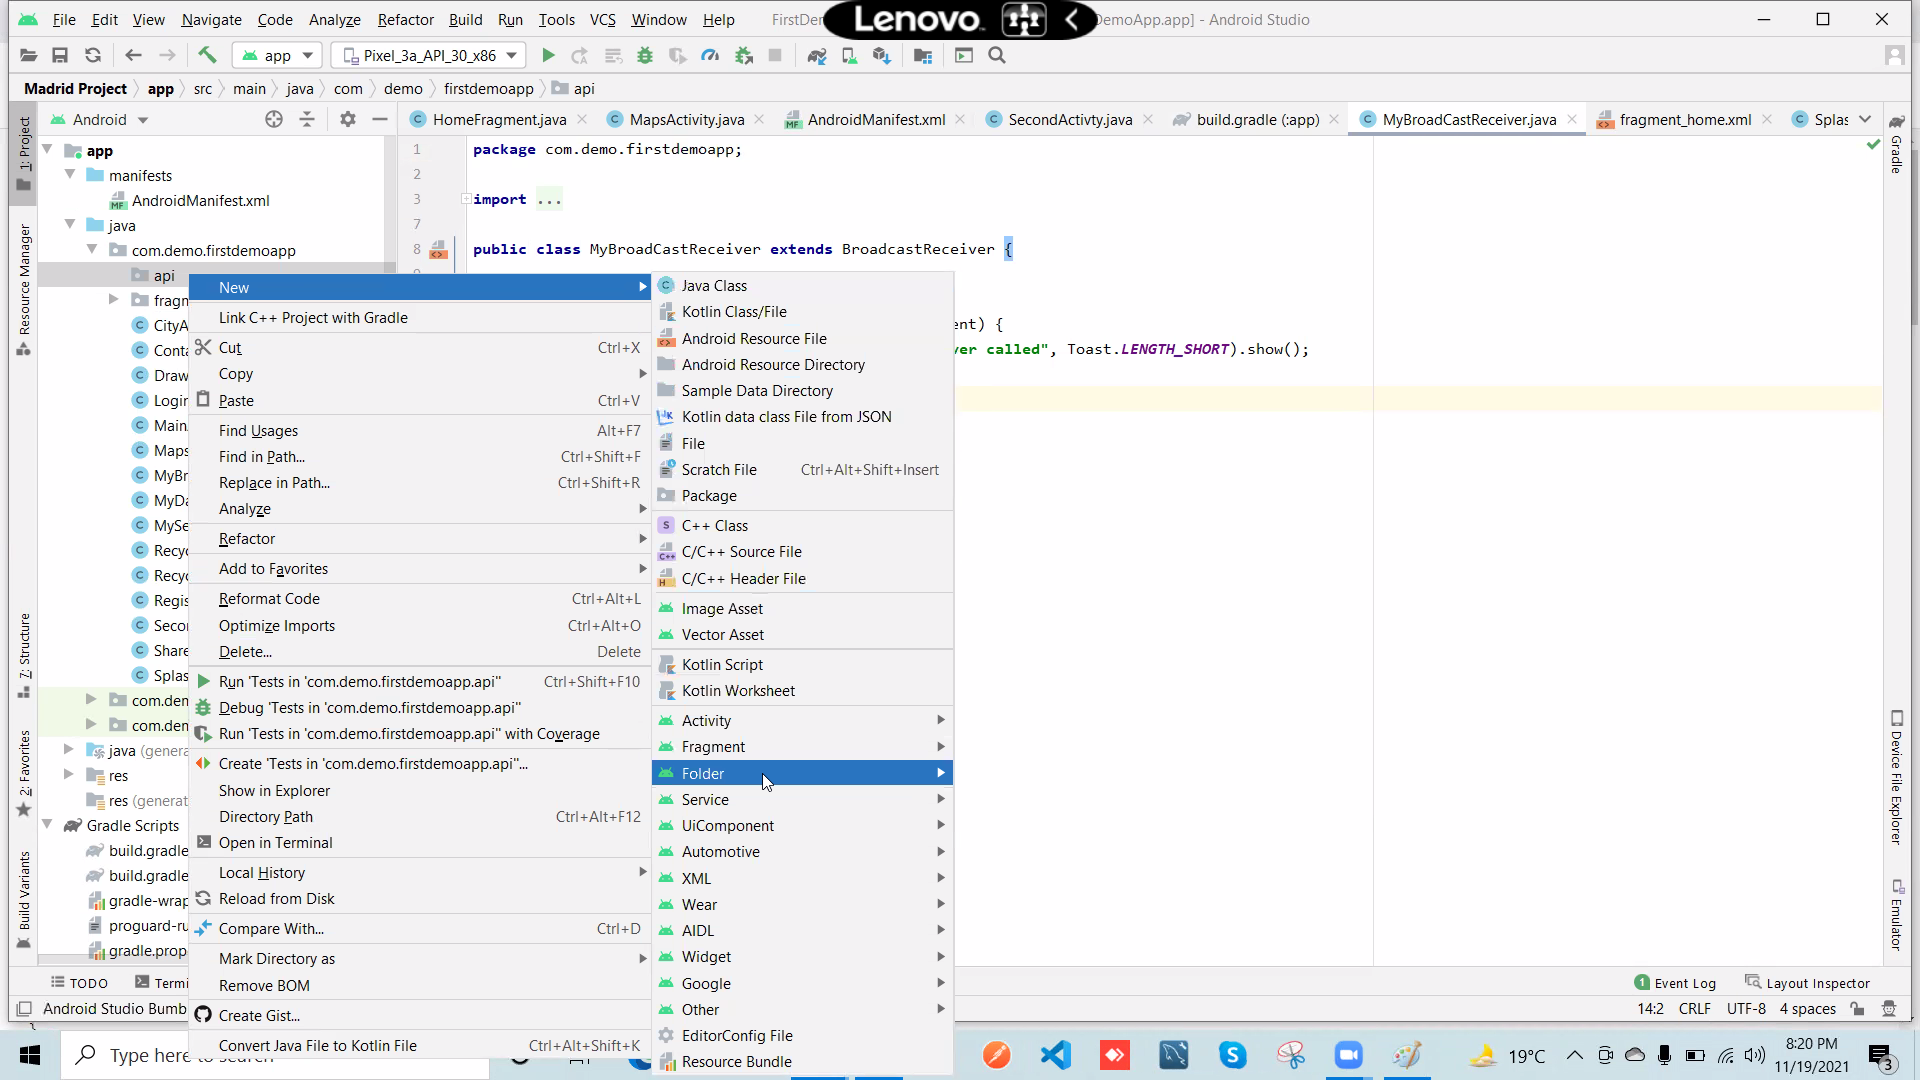 File Edit View Navigate Code Analyze Refactor Build Run Tools VCS Window Help FirstDem Lenovo DemoApp.app] - Android Studio
app Pixel_3a_API_30_x86
Madrid Project app src main java com demo firstdemoapp api
Android HomeFragment.java MapsActivity.java AndroidManifest.xml SecondActivty.java build.gradle (:app) MyBroadCastReceiver.java fragment_home.xml Splas
1: Project
Resource Manager
7: Structure
2: Favorites
Build Variants
app
manifests
AndroidManifest.xml
java
com.demo.firstdemoapp
api
fragm
CityA
Conta
Draw
Login
Main
Maps
MyBr
MyDa
MySe
Recyc
Recyc
Regis
Secor
Share
Splas
com.den
com.den
java (genera
res
res (generat
Gradle Scripts
build.gradle
build.gradle
gradle-wrap
proguard-ru
gradle.prop
New
Link C++ Project with Gradle
Cut Ctrl+X
Copy
Paste Ctrl+V
Find Usages Alt+F7
Find in Path... Ctrl+Shift+F
Replace in Path... Ctrl+Shift+R
Analyze
Refactor
Add to Favorites
Reformat Code Ctrl+Alt+L
Optimize Imports Ctrl+Alt+O
Delete... Delete
Run 'Tests in 'com.demo.firstdemoapp.api'' Ctrl+Shift+F10
Debug 'Tests in 'com.demo.firstdemoapp.api''
Run 'Tests in 'com.demo.firstdemoapp.api'' with Coverage
Create 'Tests in 'com.demo.firstdemoapp.api''...
Show in Explorer
Directory Path Ctrl+Alt+F12
Open in Terminal
Local History
Reload from Disk
Compare With... Ctrl+D
Mark Directory as
Remove BOM
Create Gist...
Convert Java File to Kotlin File Ctrl+Alt+Shift+K
Java Class
Kotlin Class/File
Android Resource File
Android Resource Directory
Sample Data Directory
Kotlin data class File from JSON
File
Scratch File Ctrl+Alt+Shift+Insert
Package
C++ Class
C/C++ Source File
C/C++ Header File
Image Asset
Vector Asset
Kotlin Script
Kotlin Worksheet
Activity
Fragment
Folder
Service
UiComponent
Automotive
XML
Wear
AIDL
Widget
Google
Other
EditorConfig File
Resource Bundle
1 package com.demo.firstdemoapp;
2
3 import ...
7
8 public class MyBroadCastReceiver extends BroadcastReceiver {
ent) {
ver called", Toast.LENGTH_SHORT).show();
Gradle
Device File Explorer
Emulator
TODO Termi 1 Event Log Layout Inspector
Android Studio Bumb 14:2 CRLF UTF-8 4 spaces
Type here to search 19°C 8:20 PM
11/19/2021 3